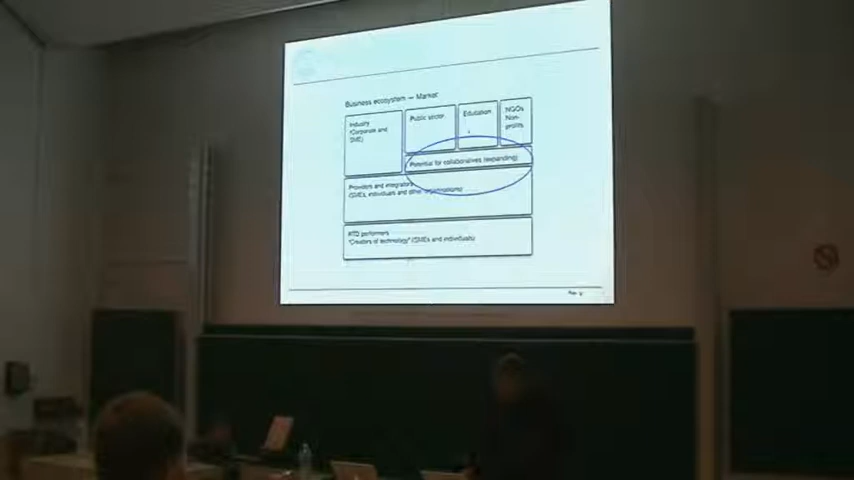 Business ecosystem — Market
Industry
(Corporate and
SME)
Public sector
Education
NGOs
Non-
profits
Potential for collaboratives (expanding)
Providers and integrators
(SMEs, individuals and other organisations)
RTD performers
"Creators of technology" (SMEs and individuals)